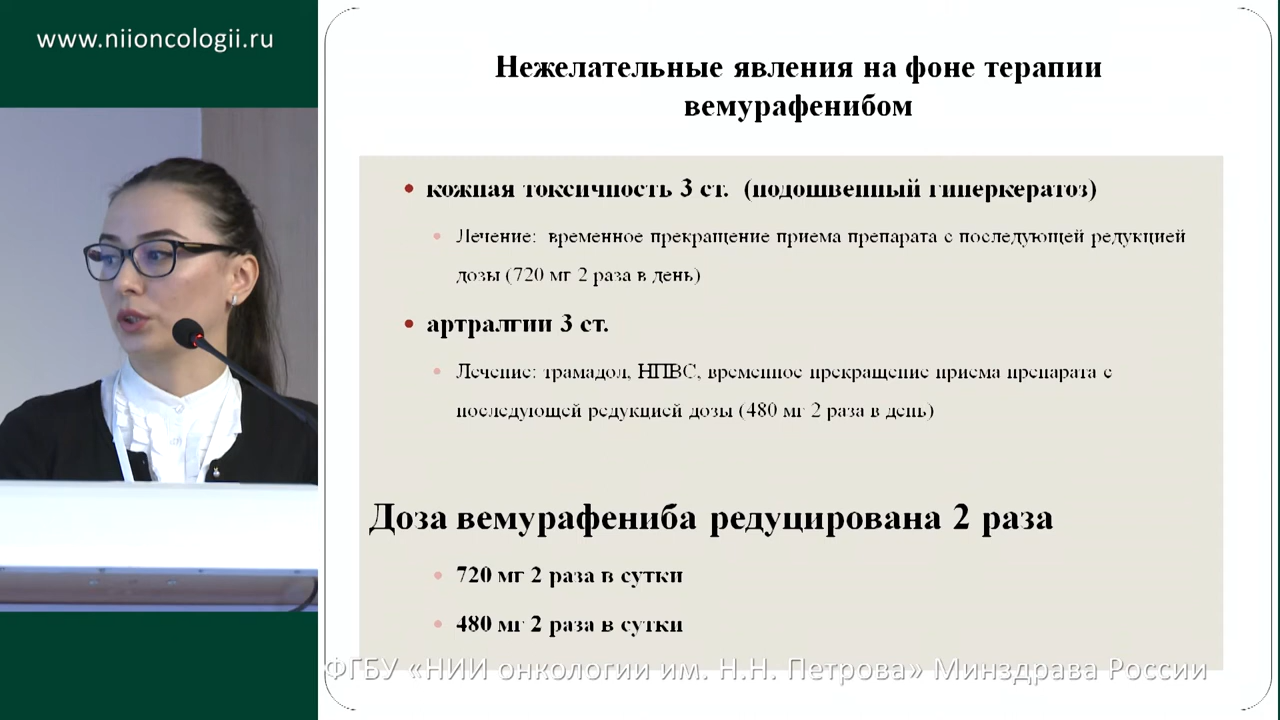 www.niioncologii.ru
Нежелательные явления на фоне терапии
вемурафенибом
кожная токсичность 3 ст. (подошвенный гиперкератоз)
Лечение: временное прекращение приема препарата с последующей редукцией
дозы (720 мг 2 раза в день)
артралгии 3 ст.
Лечение: трамадол, НПВС, временное прекращение приема препарата с
последующей редукцией дозы (480 мг 2 раза в день)
Доза вемурафениба редуцирована 2 раза
720 мг 2 раза в сутки
480 мг 2 раза в сутки
ФГБУ «НИИ онкологии им. Н.Н. Петрова» Минздрава России